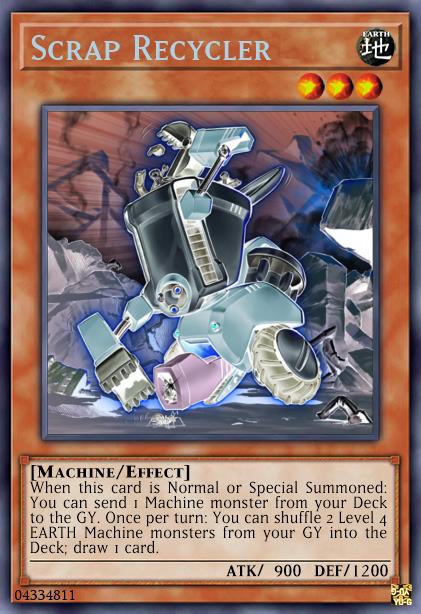 Scrap Recycler
EARTH
地
[Machine/Effect]
When this card is Normal or Special Summoned:
You can send 1 Machine monster from your Deck
to the GY. Once per turn: You can shuffle 2 Level 4
EARTH Machine monsters from your GY into the
Deck; draw 1 card.
ATK/ 900 DEF/1200
04334811